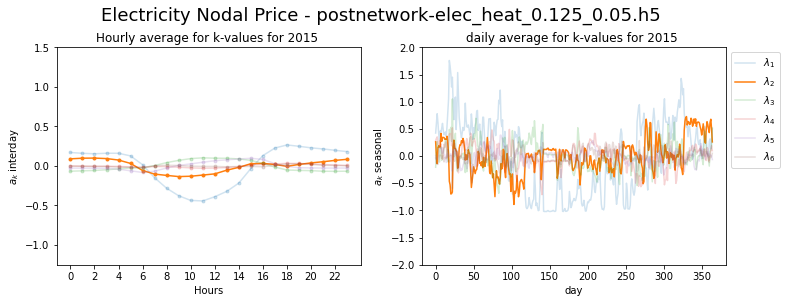 Electricity Nodal Price - postnetwork-elec_heat_0.125_0.05.h5
Hourly average for k-values for 2015
1.5
1.0
0.5
0.0
−0.5
−1.0
a_k interday
0 2 4 6 8 10 12 14 16 18 20 22
Hours
daily average for k-values for 2015
2.0
1.5
1.0
0.5
0.0
−0.5
−1.0
−1.5
−2.0
a_k seasonal
0 50 100 150 200 250 300 350
day
λ₁
λ₂
λ₃
λ₄
λ₅
λ₆